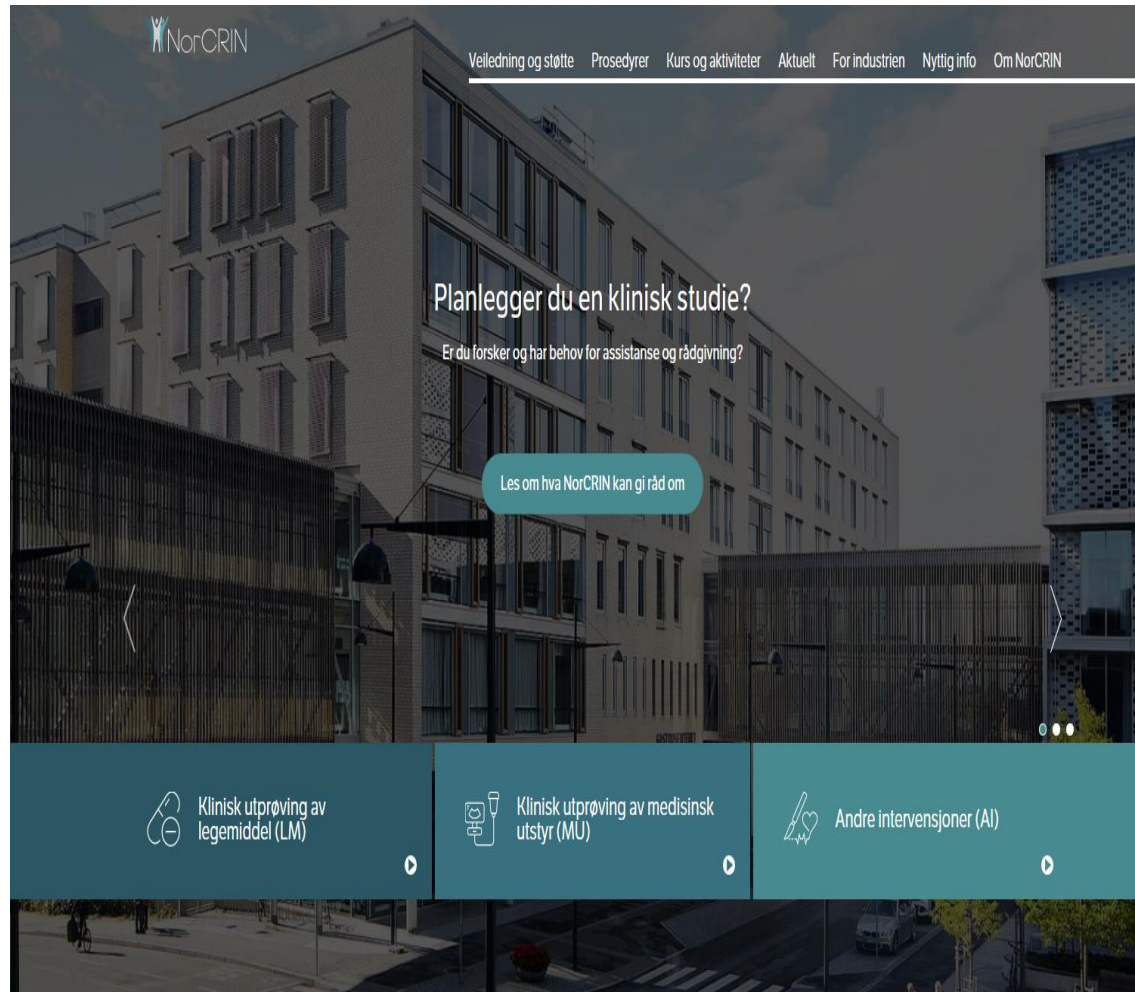 NorCRIN
Veiledning og støtte Prosedyrer Kurs og aktiviteter Aktuelt For industrien Nyttig info Om NorCRIN
Planlegger du en klinisk studie?
Er du forsker og har behov for assistanse og rådgivning?
Les om hva NorCRIN kan gi råd om
Klinisk utprøving av
legemiddel (LM)
Klinisk utprøving av medisinsk
utstyr (MU)
Andre intervensjoner (AI)